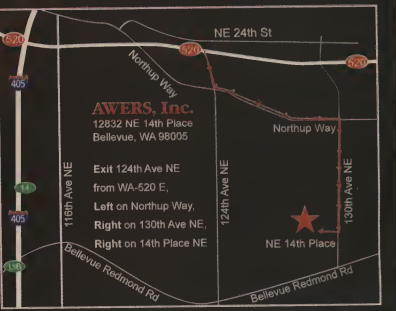 NE 24th St
520
520
520
405
Northup Way
AWERS, Inc.
12832 NE 14th Place
Bellevue, WA 98005
Northup Way
Exit 124th Ave NE
from WA-520 E,
Left on Northup Way,
Right on 130th Ave NE,
Right on 14th Place NE
116th Ave NE
124th Ave NE
130th Ave NE
14
405
NE 14th Place
Bellevue Redmond Rd
Bellevue Redmond Rd